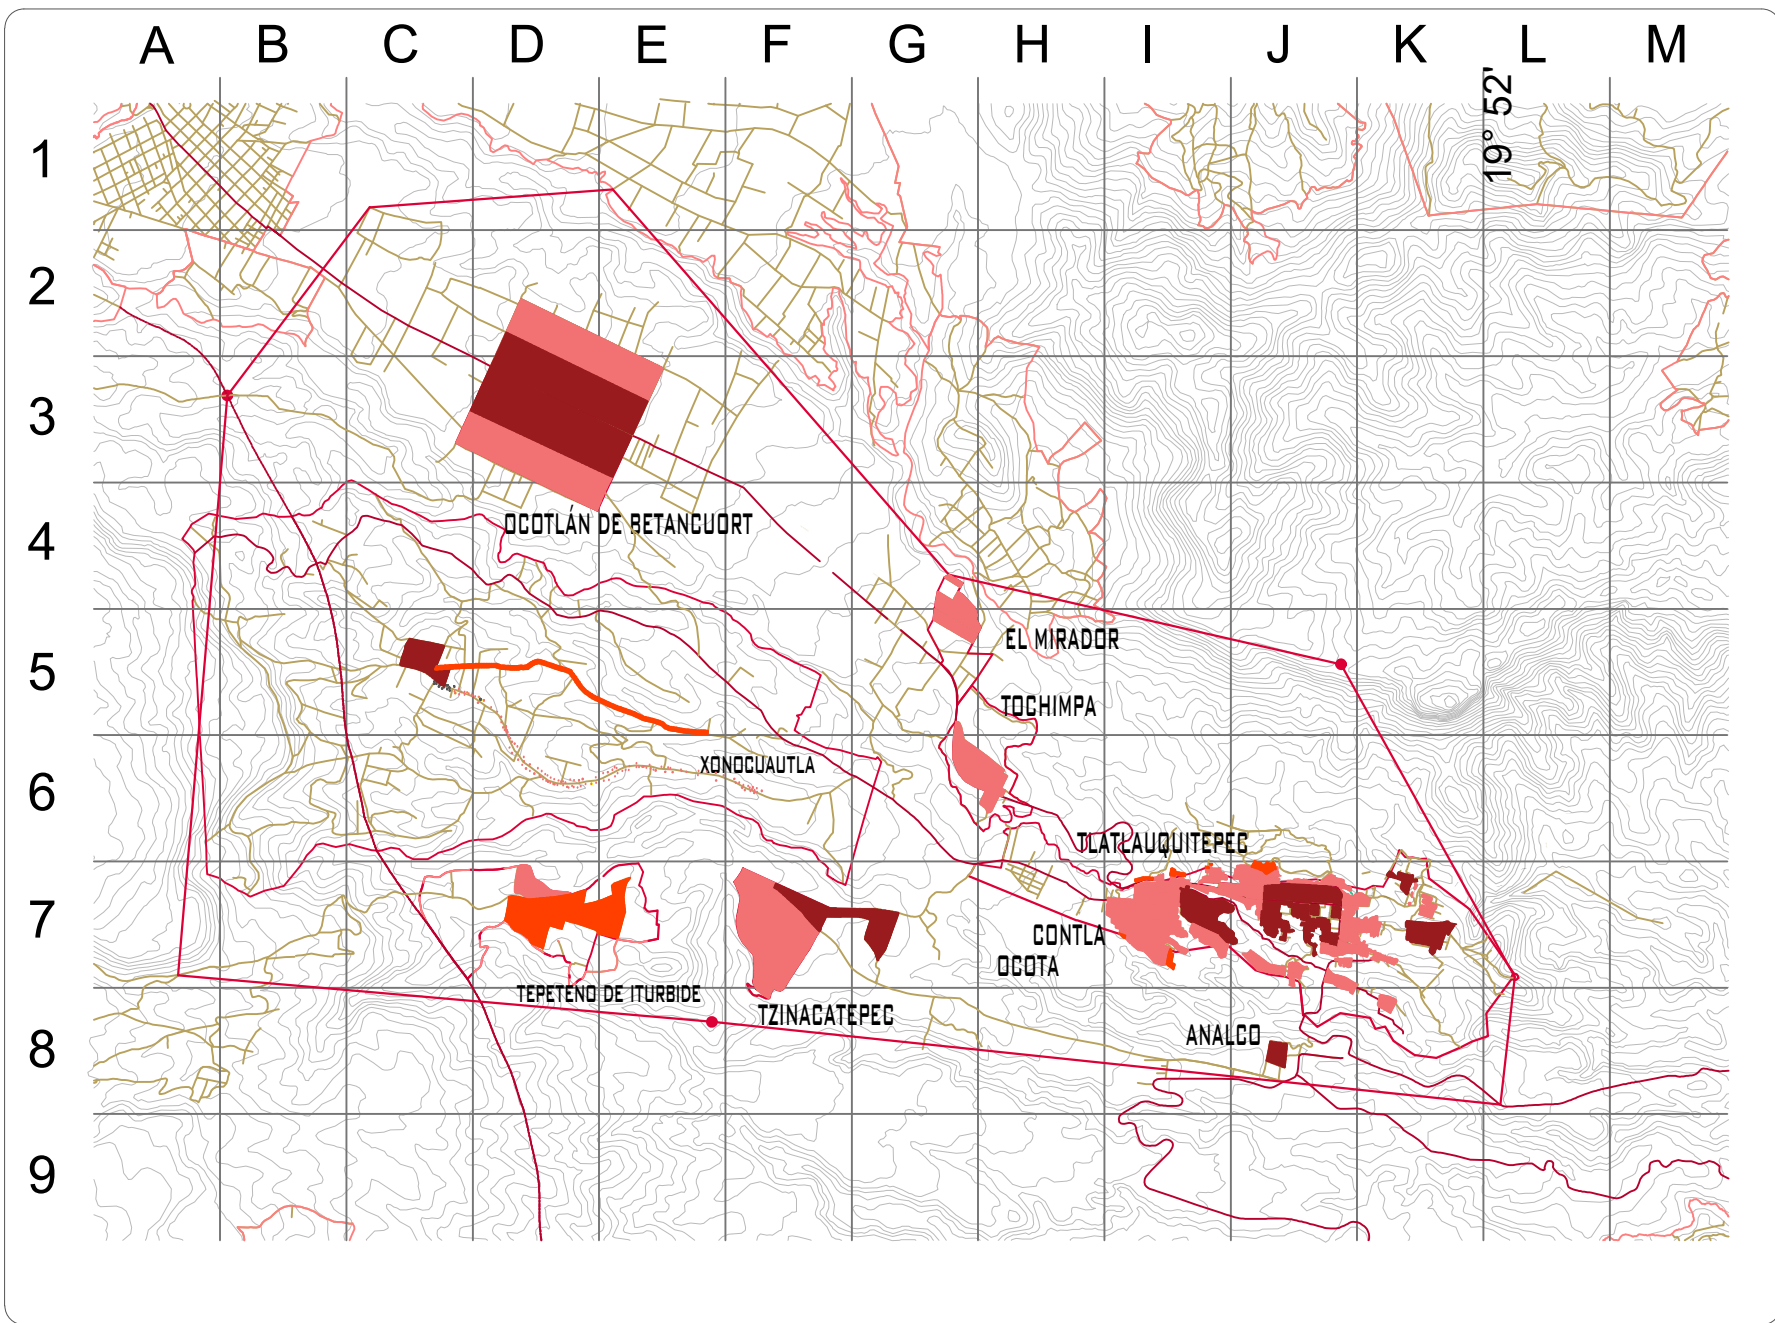 A B C D E F G H I J K L M
19° 52'
1
2
3
4
OCOTLÁN DE BETANCUORT
5
EL MIRADOR
TOCHIMPA
6
XONOCUAUTLA
TLATLAUQUITEPEC
7
CONTLA
OCOTA
TEPETENO DE ITURBIDE
TZINACATEPEC
8
ANALCO
9